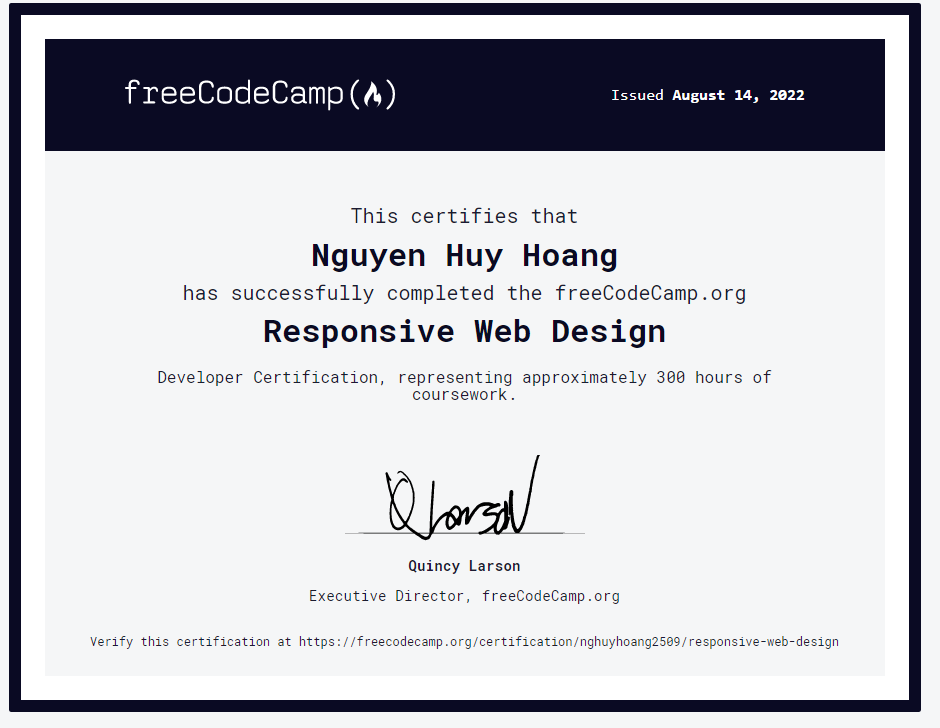 freeCodeCamp(🔥)
Issued August 14, 2022
This certifies that
Nguyen Huy Hoang
has successfully completed the freeCodeCamp.org
Responsive Web Design
Developer Certification, representing approximately 300 hours of
coursework.
Q Larson
Quincy Larson
Executive Director, freeCodeCamp.org
Verify this certification at https://freecodecamp.org/certification/nghuyhoang2509/responsive-web-design